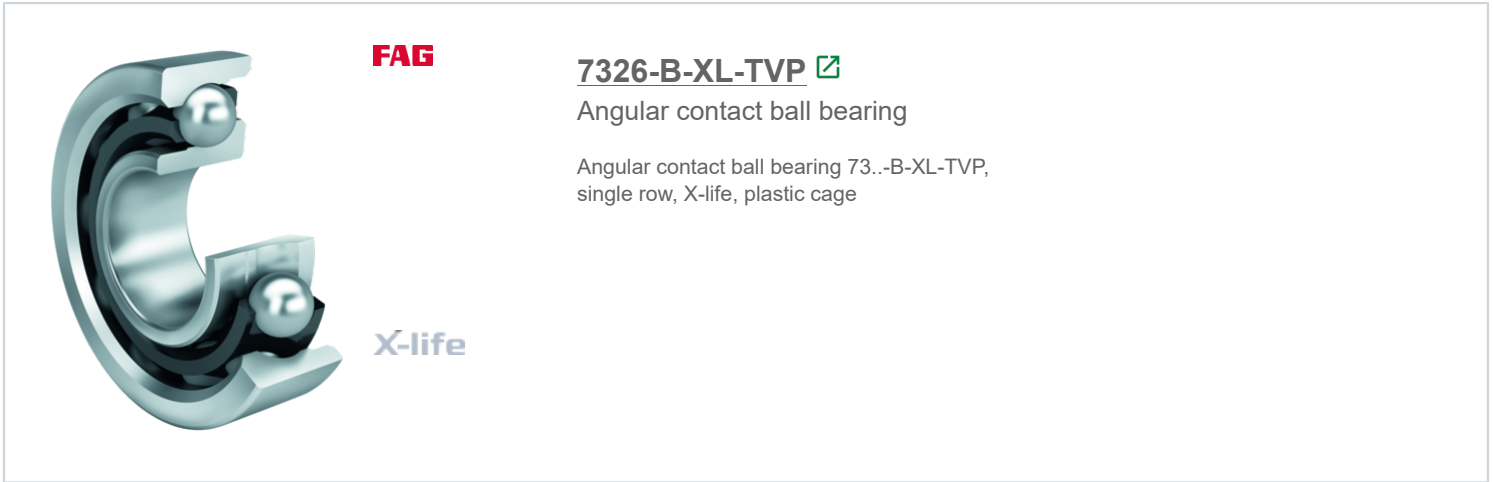 FAG
7326-B-XL-TVP
Angular contact ball bearing
Angular contact ball bearing 73..-B-XL-TVP,
single row, X-life, plastic cage
X-life